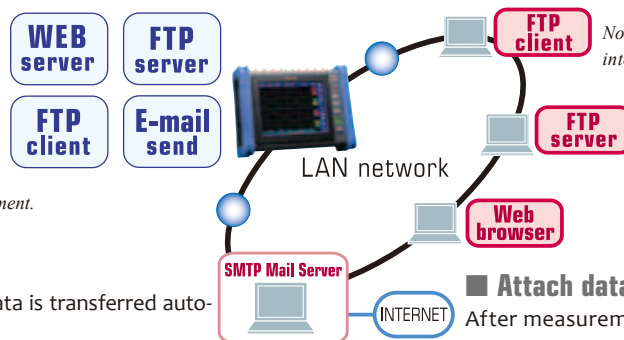 WEB
server
FTP
server
FTP
client
E-mail
send
FTP
client
No
inte
FTP
server
LAN network
ment.
Web
browser
SMTP Mail Server
ata is transferred auto-
INTERNET
■ Attach data
After measurem